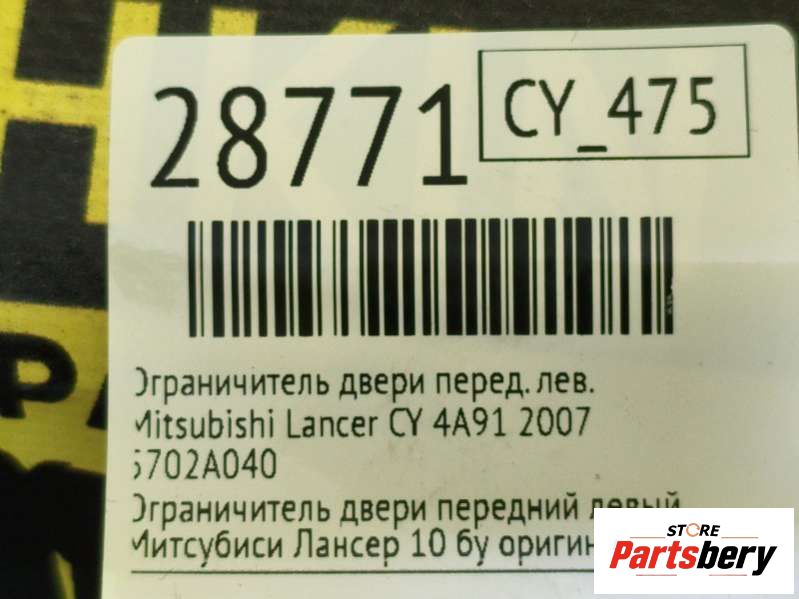 28771
CY_475
Ограничитель двери перед. лев.
Mitsubishi Lancer CY 4A91 2007
5702A040
Ограничитель двери передний левый
Митсубиси Лансер 10 бу
STORE
Partsbery